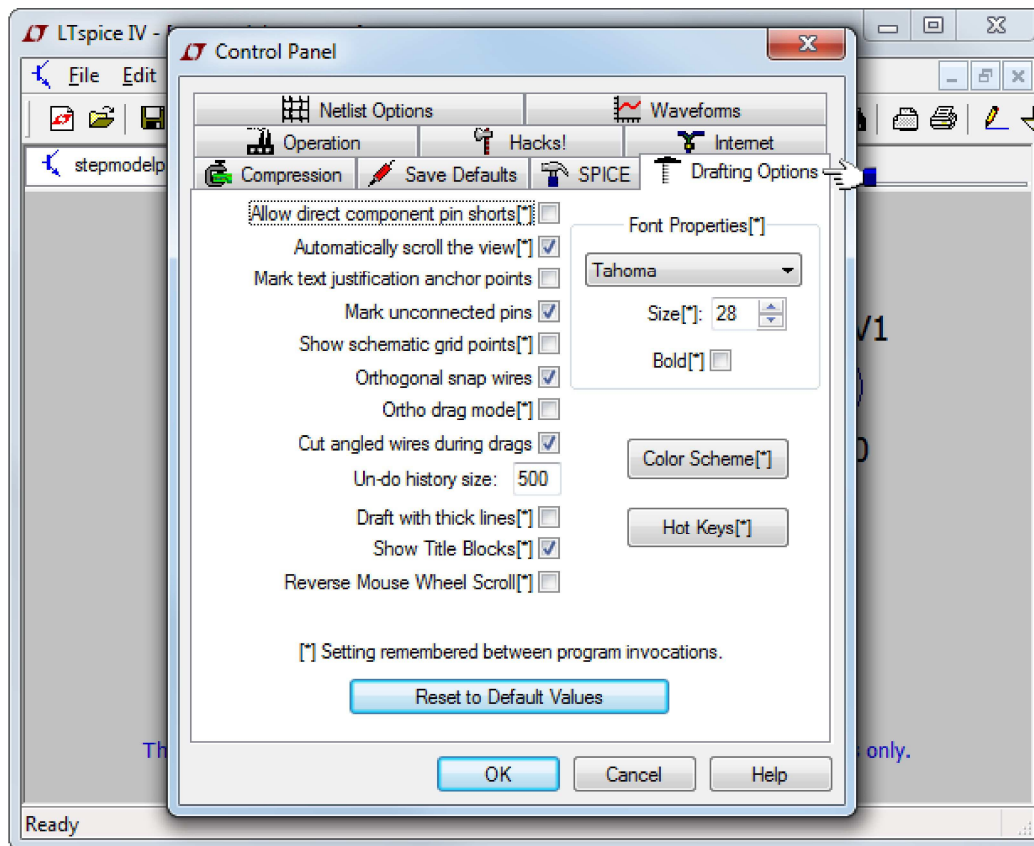 LTspice IV - [
Control Panel
File Edit
Netlist Options Waveforms
Operation Hacks! Internet
Compression Save Defaults SPICE Drafting Options
stepmodelp
Allow direct component pin shorts[*]
Font Properties[*]
Automatically scroll the view[*]
Tahoma
Mark text justification anchor points
Mark unconnected pins
Size[*]: 28
V1
Show schematic grid points[*]
Bold[*]
Orthogonal snap wires
Ortho drag mode[*]
Cut angled wires during drags
Color Scheme[*]
0
Un-do history size: 500
Draft with thick lines[*]
Hot Keys[*]
Show Title Blocks[*]
Reverse Mouse Wheel Scroll[*]
[*] Setting remembered between program invocations.
Reset to Default Values
Th
s only.
OK Cancel Help
Ready